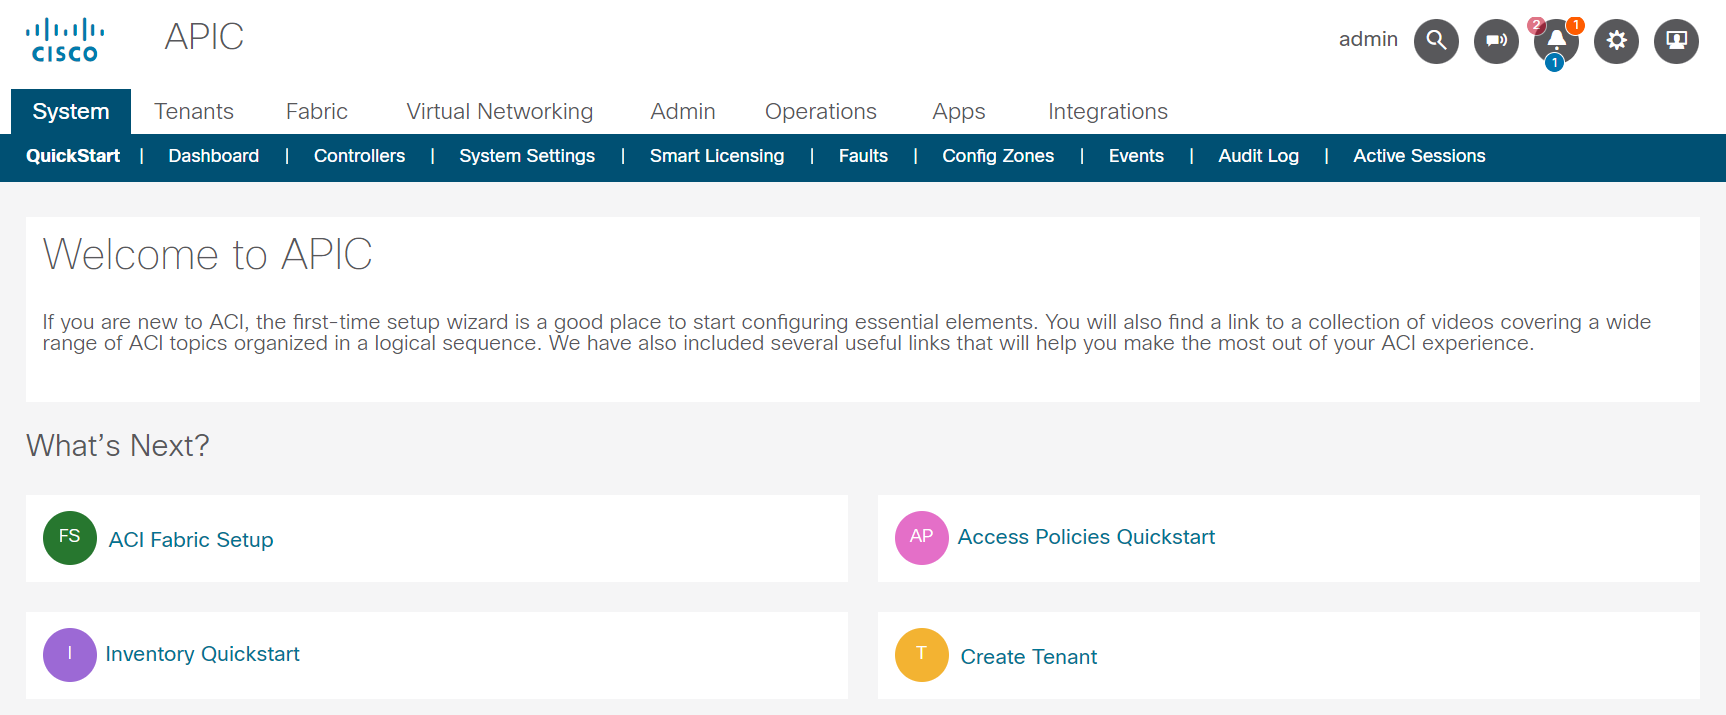 CISCO
APIC
admin
2
1
1
System Tenants Fabric Virtual Networking Admin Operations Apps Integrations
QuickStart | Dashboard | Controllers | System Settings | Smart Licensing | Faults | Config Zones | Events | Audit Log | Active Sessions
Welcome to APIC
If you are new to ACI, the first-time setup wizard is a good place to start configuring essential elements. You will also find a link to a collection of videos covering a wide
range of ACI topics organized in a logical sequence. We have also included several useful links that will help you make the most out of your ACI experience.
What's Next?
FS ACI Fabric Setup
AP Access Policies Quickstart
I Inventory Quickstart
T Create Tenant